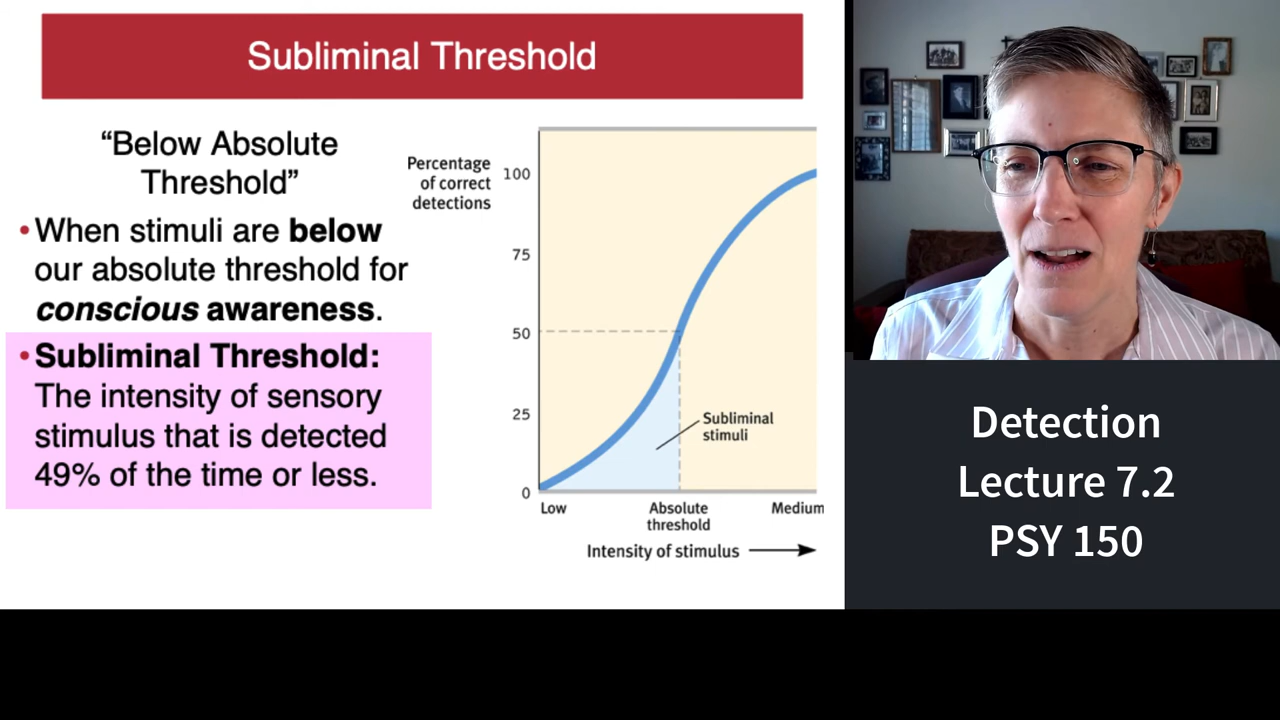 Subliminal Threshold
“Below Absolute
Threshold”
•When stimuli are below
our absolute threshold for
conscious awareness.
•Subliminal Threshold:
The intensity of sensory
stimulus that is detected
49% of the time or less.
Percentage
of correct
detections
100
75
50
25
0
Subliminal
stimuli
Low
Absolute
threshold
Medium
Intensity of stimulus
Detection
Lecture 7.2
PSY 150